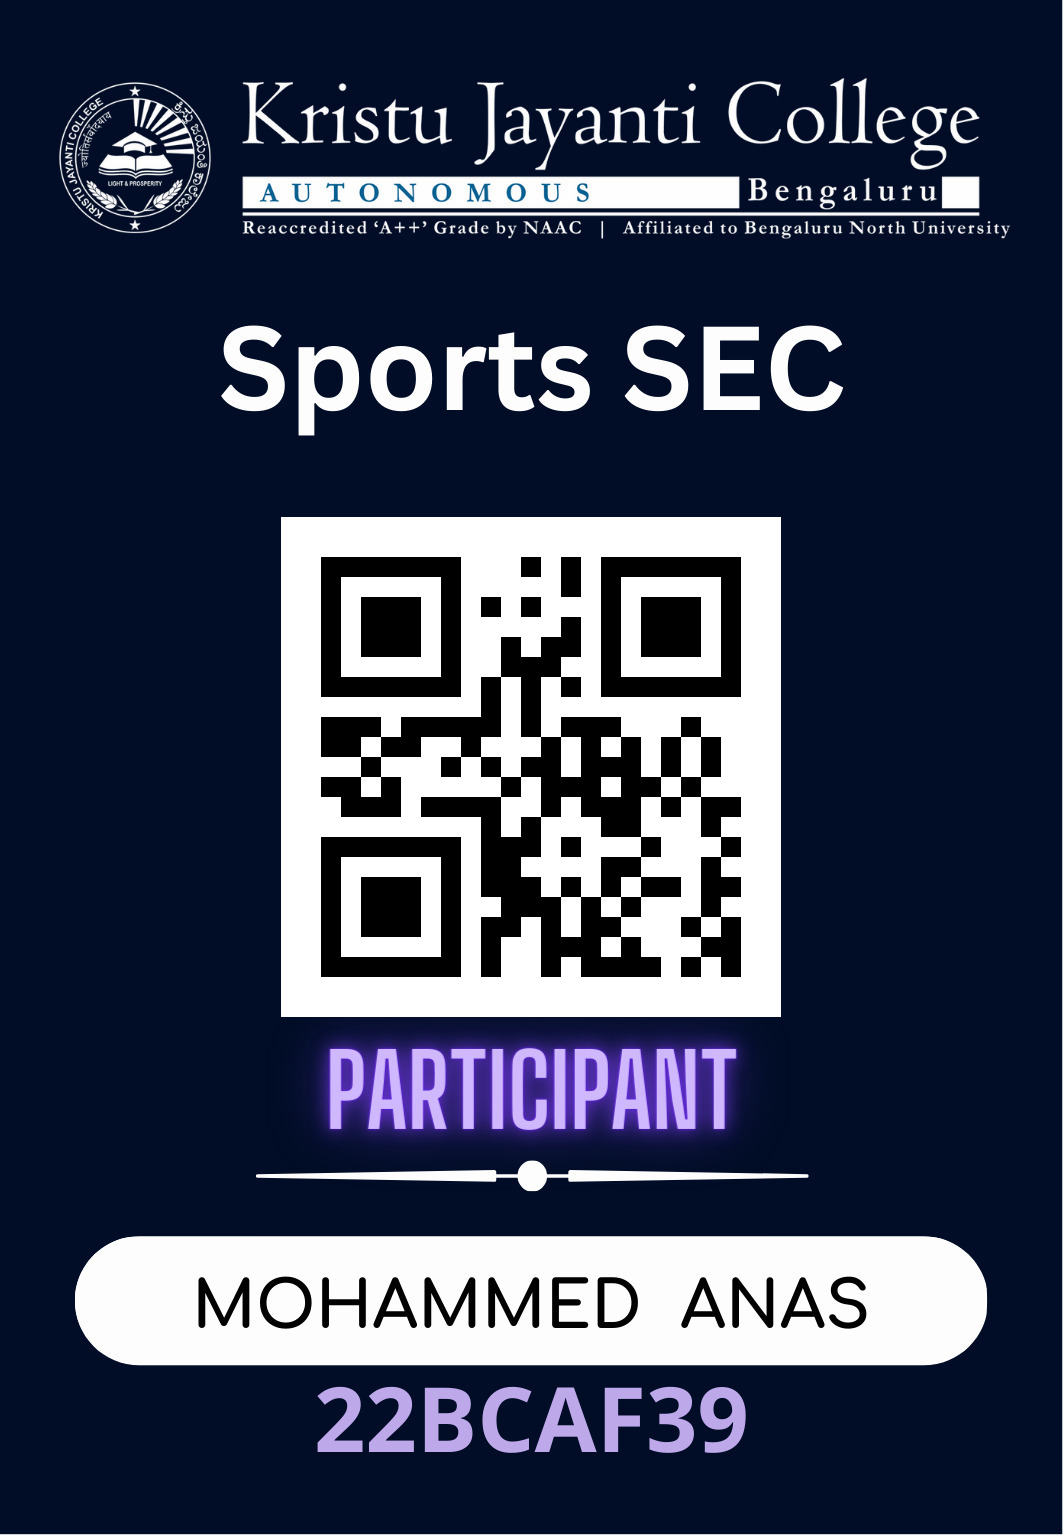 Kristu Jayanti College
AUTONOMOUS Bengaluru
Reaccredited ‘A++’ Grade by NAAC | Affiliated to Bengaluru North University
KRISTU JAYANTI COLLEGE
ಕ್ರಿಸ್ತು ಜಯಂತಿ ಕಾಲೇಜು
LIGHT & PROSPERITY
Sports SEC
PARTICIPANT
MOHAMMED ANAS
22BCAF39